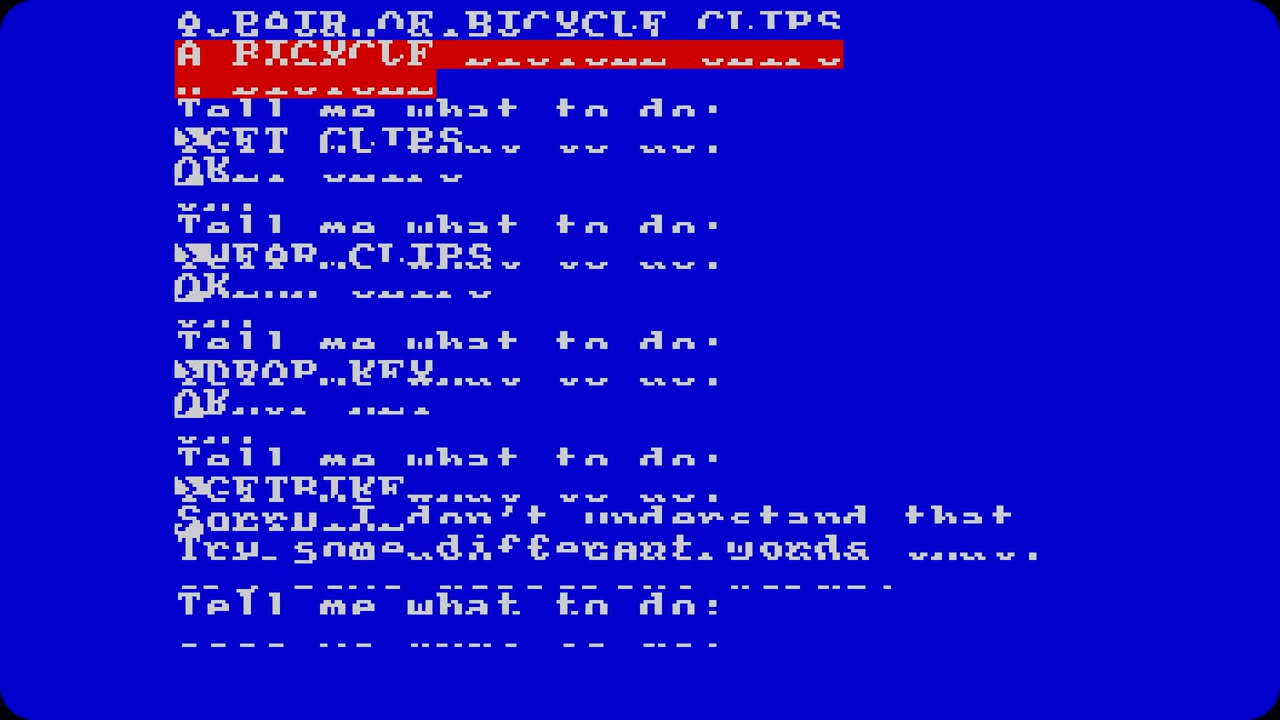 A PAIR OF BICYCLE CLIPS
A BICYCLE
Tell me what to do:
GET CLIPS
OK...
Tell me what to do:
WEAR CLIPS
OK...
Tell me what to do:
DROP KEY
OK...
Tell me what to do:
GETBIKE
Sorry I don't understand that
Try some different words
Tell me what to do: